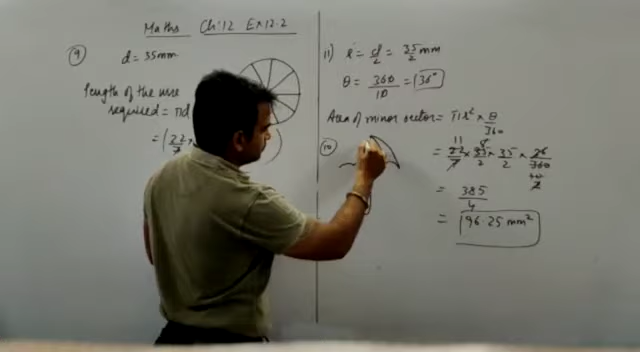 Maths Ch:12 Ex 12.2
9
d = 35mm
length of the wire
required = πd
= (22/7 ×
11) r = d/2 = 35/2 mm
θ = 360/10 = 36°
Area of minor sector = πr² × θ/360
= 22/7 × 35/2 × 35/2 × 36/360
= 385/4
= 96.25 mm²
10